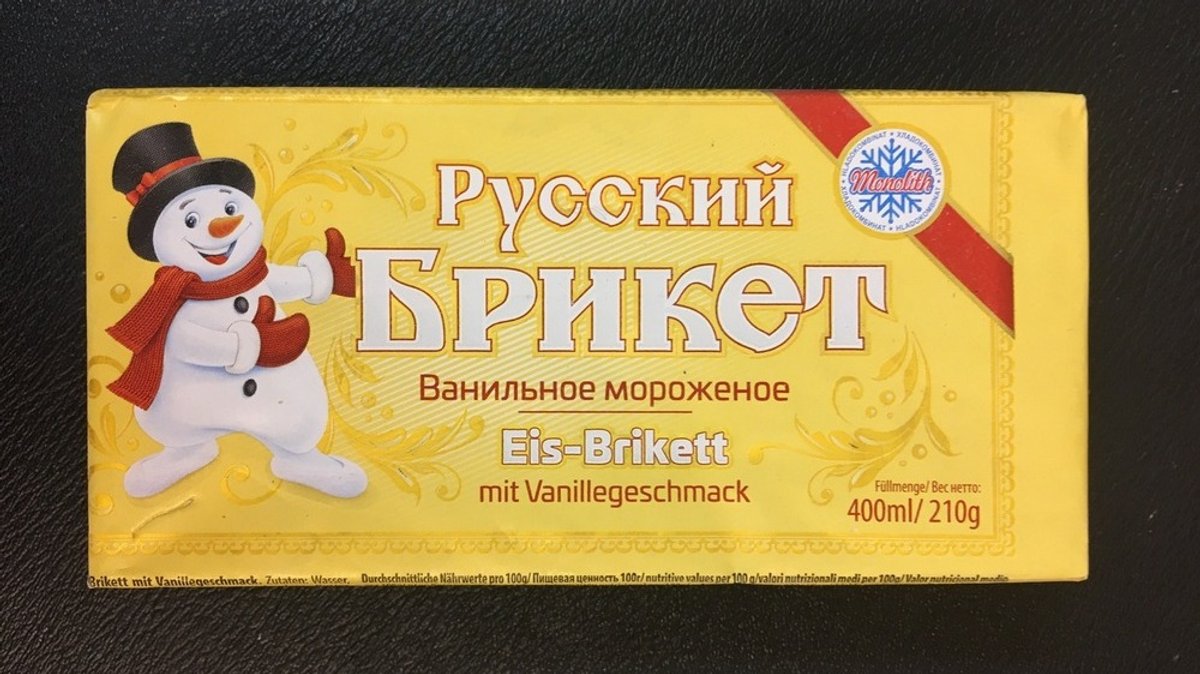 Русский
Брикет
Ванильное мороженое
Eis-Brikett
mit Vanillegeschmack
ХЛАДОКОМБИНАТ * HLADOKOMBINAT * ХЛАДОКОМБИНАТ * HLADOKOMBINAT
Monolith
Füllmenge/ Вес нетто:
400ml/ 210g
Brikett mit Vanillegeschmack. Zutaten: Wasser,
Durchschnittliche Nährwerte pro 100g/ Пищевая ценность 100г/ nutritive values per 100 g/valori nutrizionali medi per 100g/ Valor nutricional medio